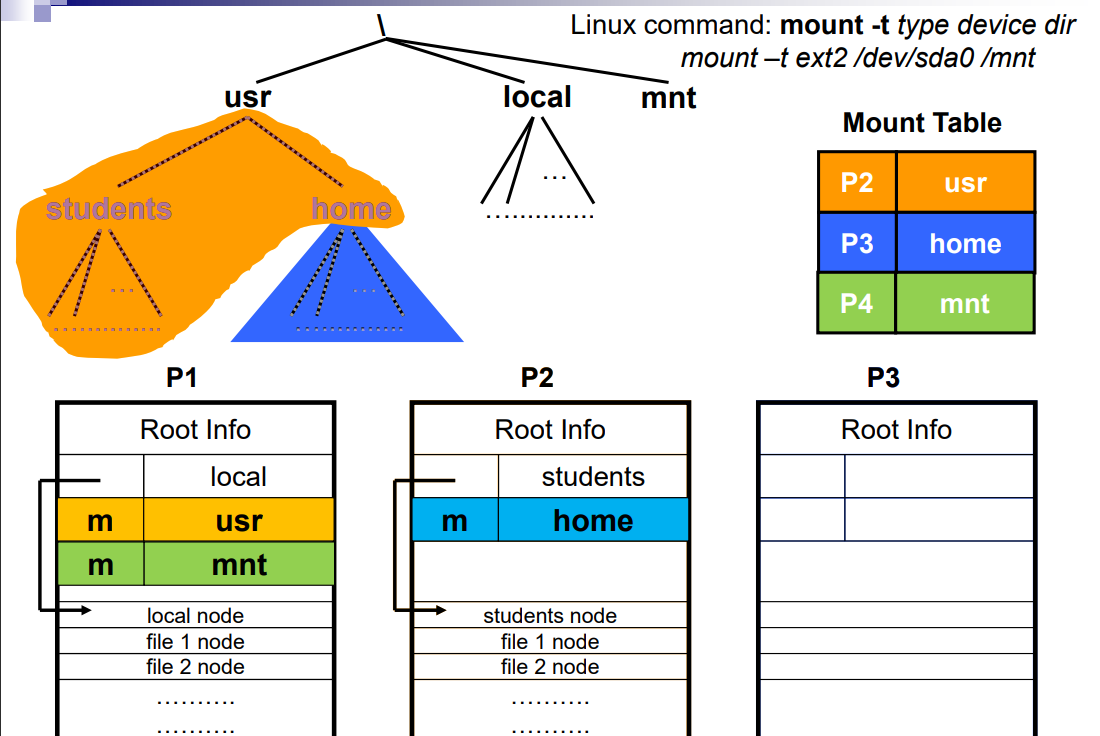 \
Linux command: mount -t type device dir
mount –t ext2 /dev/sda0 /mnt
usr
local
mnt
Mount Table
P2 usr
P3 home
P4 mnt
students
home
...
...
...
..............
..............
..............
P1
Root Info
local
m usr
m mnt
local node
file 1 node
file 2 node
..........
..........
P2
Root Info
students
m home
students node
file 1 node
file 2 node
..........
..........
P3
Root Info